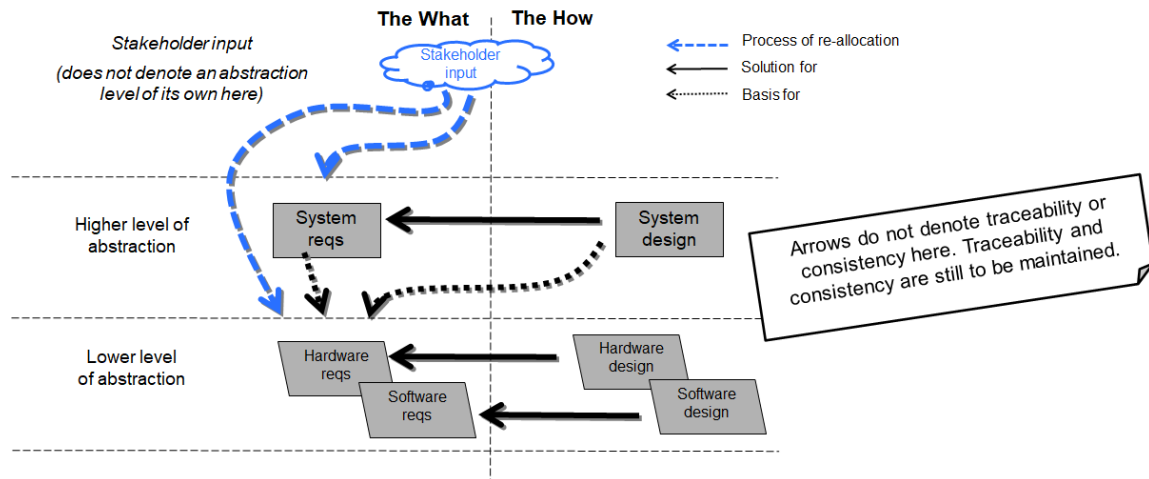 The What
The How
Stakeholder input
(does not denote an abstraction
level of its own here)
Stakeholder
input
Process of re-allocation
Solution for
Basis for
Higher level of
abstraction
System
reqs
System
design
Arrows do not denote traceability or
consistency here. Traceability and
consistency are still to be maintained.
Lower level
of abstraction
Hardware
reqs
Hardware
design
Software
reqs
Software
design